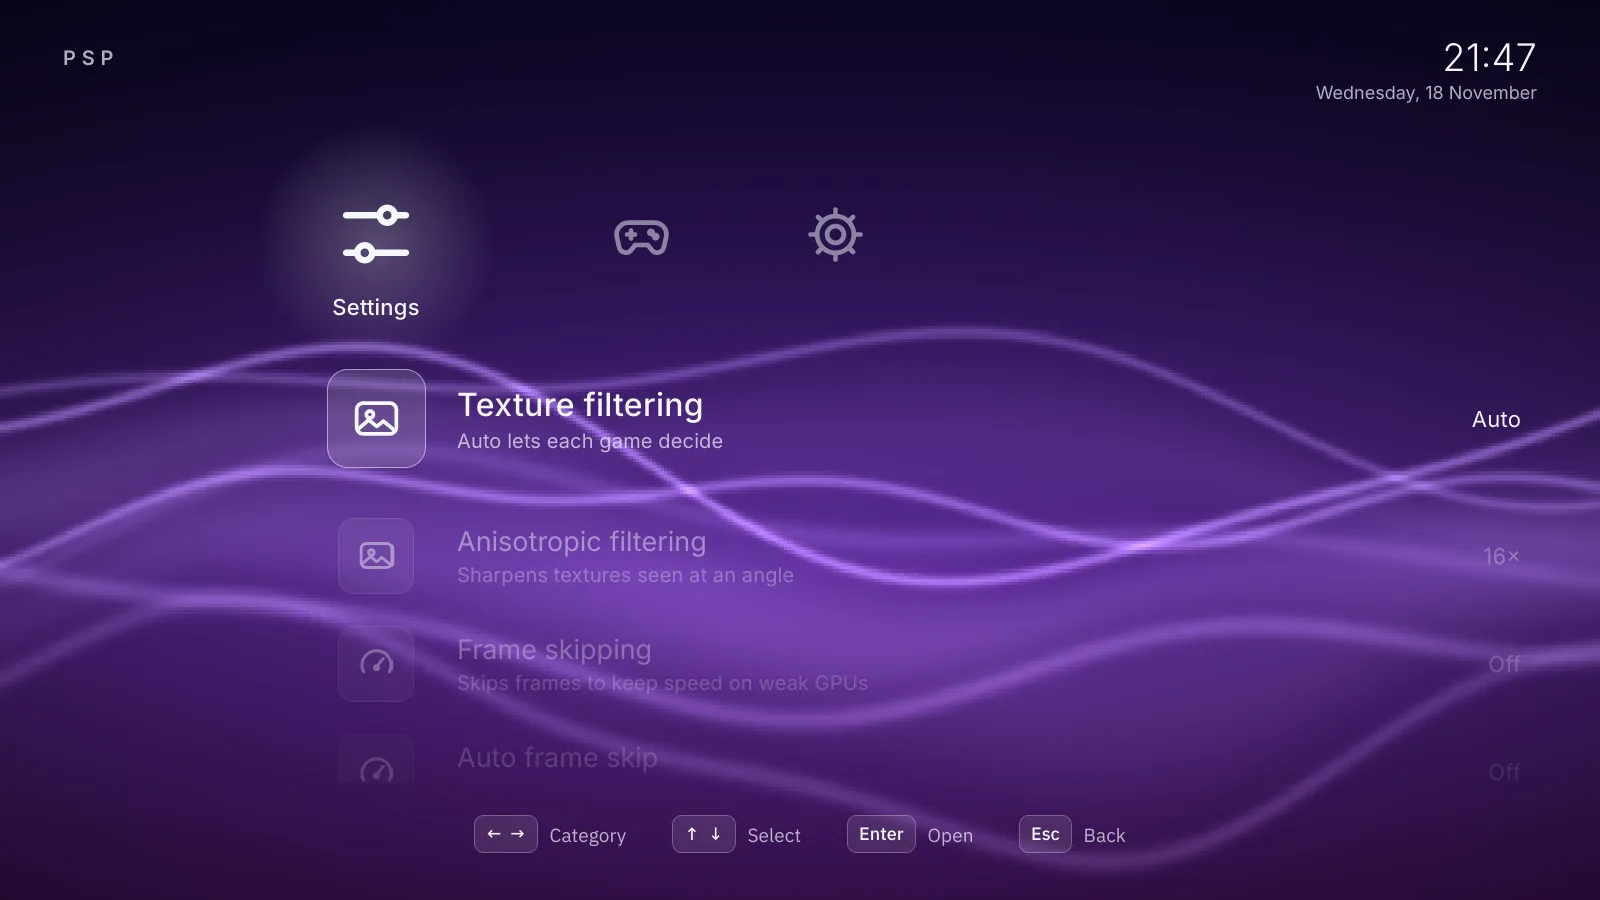 PSP
21:47
Wednesday, 18 November
Settings
Texture filtering
Auto lets each game decide
Auto
Anisotropic filtering
Sharpens textures seen at an angle
16×
Frame skipping
Skips frames to keep speed on weak GPUs
Off
Auto frame skip
Off
← → Category ↑ ↓ Select Enter Open Esc Back